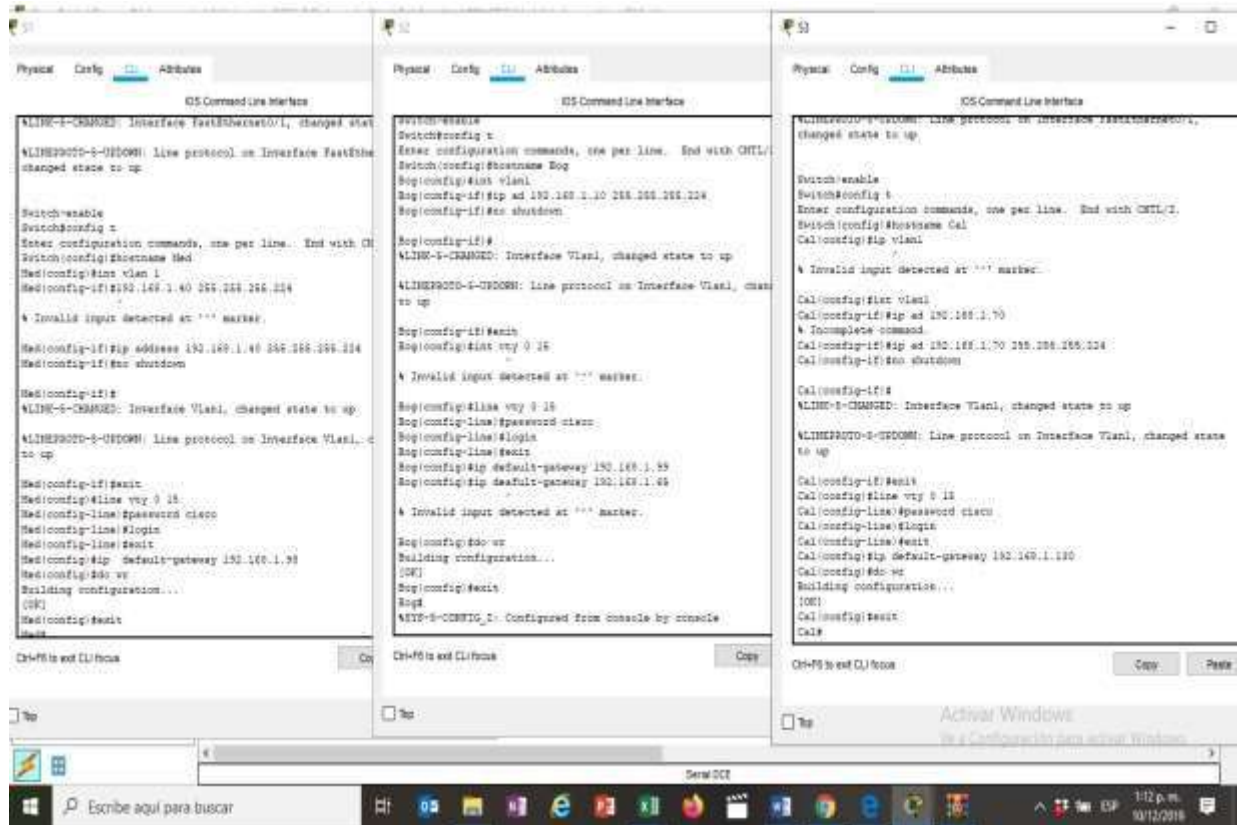 S1
Physical Config CLI Attributes
IOS Command Line Interface
%LINK-5-CHANGED: Interface FastEthernet0/1, changed stat
%LINEPROTO-5-UPDOWN: Line protocol on Interface FastEthe
changed state to up
Switch>enable
Switch#config t
Enter configuration commands, one per line. End with CN
Switch(config)#hostname Med
Med(config)#int vlan 1
Med(config-if)#192.168.1.40 255.255.255.224
^
% Invalid input detected at '^' marker.
Med(config-if)#ip address 192.168.1.40 255.255.255.224
Med(config-if)#no shutdown
Med(config-if)#
%LINK-5-CHANGED: Interface Vlan1, changed state to up
%LINEPROTO-5-UPDOWN: Line protocol on Interface Vlan1, c
to up
Med(config-if)#exit
Med(config)#line vty 0 15
Med(config-line)#password cisco
Med(config-line)#login
Med(config-line)#exit
Med(config)#ip default-gateway
Med(config)#do wr
Building configuration...
[OK]
Med(config)#exit
Med#
Ctrl+F6 to exit CLI focus
Co
Top
S2
Physical Config CLI Attributes
IOS Command Line Interface
Switch>enable
Switch#config t
Enter configuration commands, one per line. End with CNTL/
Switch(config)#hostname Bog
Bog(config)#int vlan1
Bog(config-if)#ip ad 192.168.1.10 255.255.255.224
Bog(config-if)#no shutdown
Bog(config-if)#
%LINK-5-CHANGED: Interface Vlan1, changed state to up
%LINEPROTO-5-UPDOWN: Line protocol on Interface Vlan1, chan
to up
Bog(config-if)#exit
Bog(config)#int vty 0 15
^
% Invalid input detected at '^' marker.
Bog(config)#line vty 0 15
Bog(config-line)#password cisco
Bog(config-line)#login
Bog(config-line)#exit
Bog(config)#ip default-gateway 192.168.1.99
Bog(config)#ip deafult-gateway
^
% Invalid input detected at '^' marker.
Bog(config)#do wr
Building configuration...
[OK]
Bog(config)#exit
Bog#
%SYS-5-CONFIG_I: Configured from console by console
Ctrl+F6 to exit CLI focus
Copy
Top
S3
Physical Config CLI Attributes
IOS Command Line Interface
%LINEPROTO-5-UPDOWN: Line protocol on Interface FastEthernet0/1,
changed state to up
Switch>enable
Switch#config t
Enter configuration commands, one per line. End with CNTL/Z.
Switch(config)#hostname Cal
Cal(config)#ip vlan1
^
% Invalid input detected at '^' marker.
Cal(config)#int vlan1
Cal(config-if)#ip ad
% Incomplete command.
Cal(config-if)#ip ad 192.168.1.70 255.255.255.224
Cal(config-if)#no shutdown
Cal(config-if)#
%LINK-5-CHANGED: Interface Vlan1, changed state to up
%LINEPROTO-5-UPDOWN: Line protocol on Interface Vlan1, changed state
to up
Cal(config-if)#exit
Cal(config)#line vty 0 15
Cal(config-line)#password cisco
Cal(config-line)#login
Cal(config-line)#exit
Cal(config)#ip default-gateway
Cal(config)#do wr
Building configuration...
[OK]
Cal(config)#exit
Cal#
Ctrl+F6 to exit CLI focus
Copy Paste
Top
Activar Windows
Ve a Configuración para activar Windows.
Serial DCE
Escribe aquí para buscar
ESP
1:12 p. m.
10/12/2019